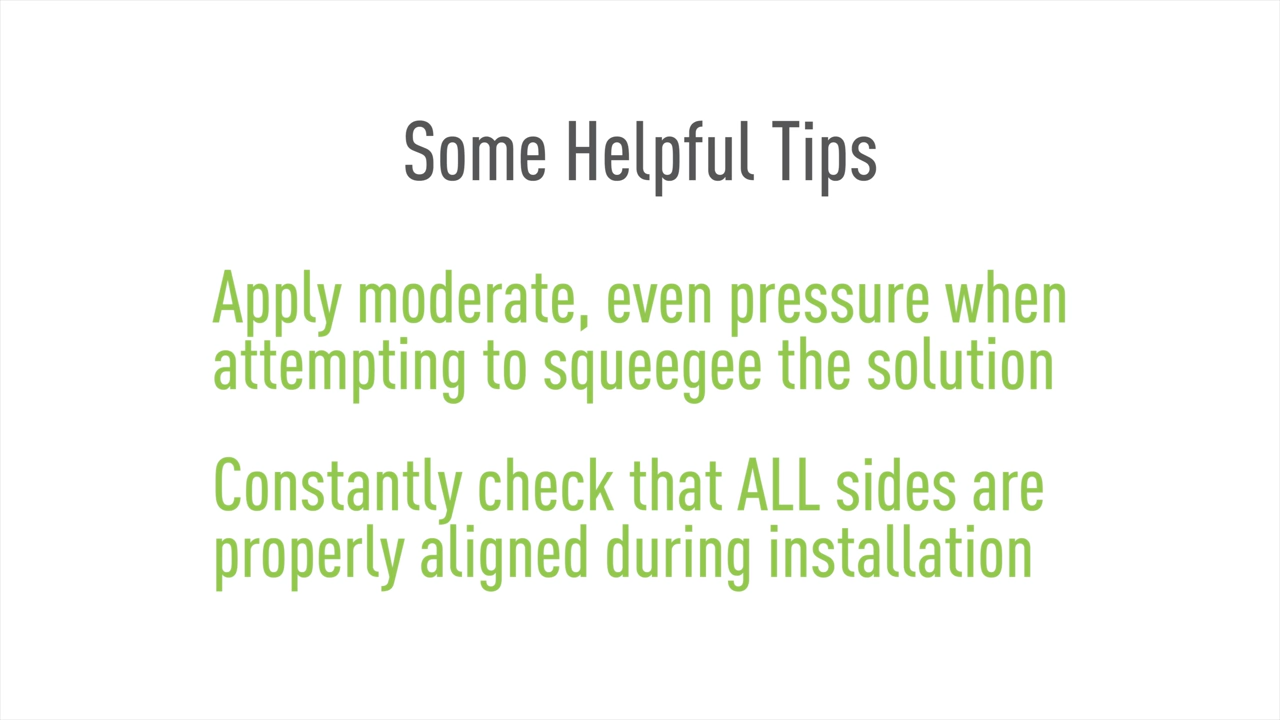 Some Helpful Tips
Apply moderate, even pressure when
attempting to squeegee the solution
Constantly check that ALL sides are
properly aligned during installation